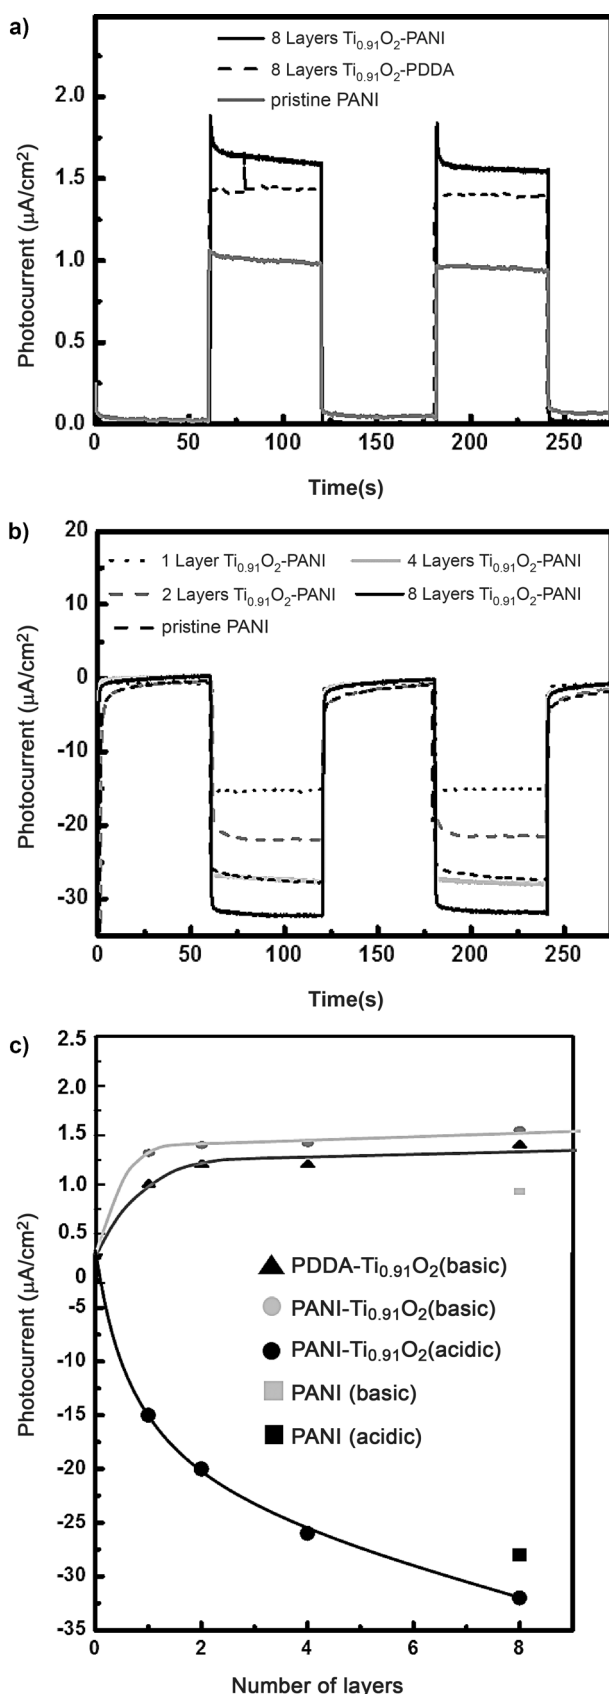 a)
8 Layers Ti0.91O2-PANI
8 Layers Ti0.91O2-PDDA
pristine PANI
Photocurrent (µA/cm²)
2.0
1.5
1.0
0.5
0.0
0 50 100 150 200 250
Time(s)
b)
1 Layer Ti0.91O2-PANI 4 Layers Ti0.91O2-PANI
2 Layers Ti0.91O2-PANI 8 Layers Ti0.91O2-PANI
pristine PANI
Photocurrent (µA/cm²)
20
10
0
-10
-20
-30
0 50 100 150 200 250
Time(s)
c)
Photocurrent (µA/cm²)
2.5
2.0
1.5
1.0
0.5
0
-5
-10
-15
-20
-25
-30
-35
PDDA-Ti0.91O2(basic)
PANI-Ti0.91O2(basic)
PANI-Ti0.91O2(acidic)
PANI (basic)
PANI (acidic)
0 2 4 6 8
Number of layers